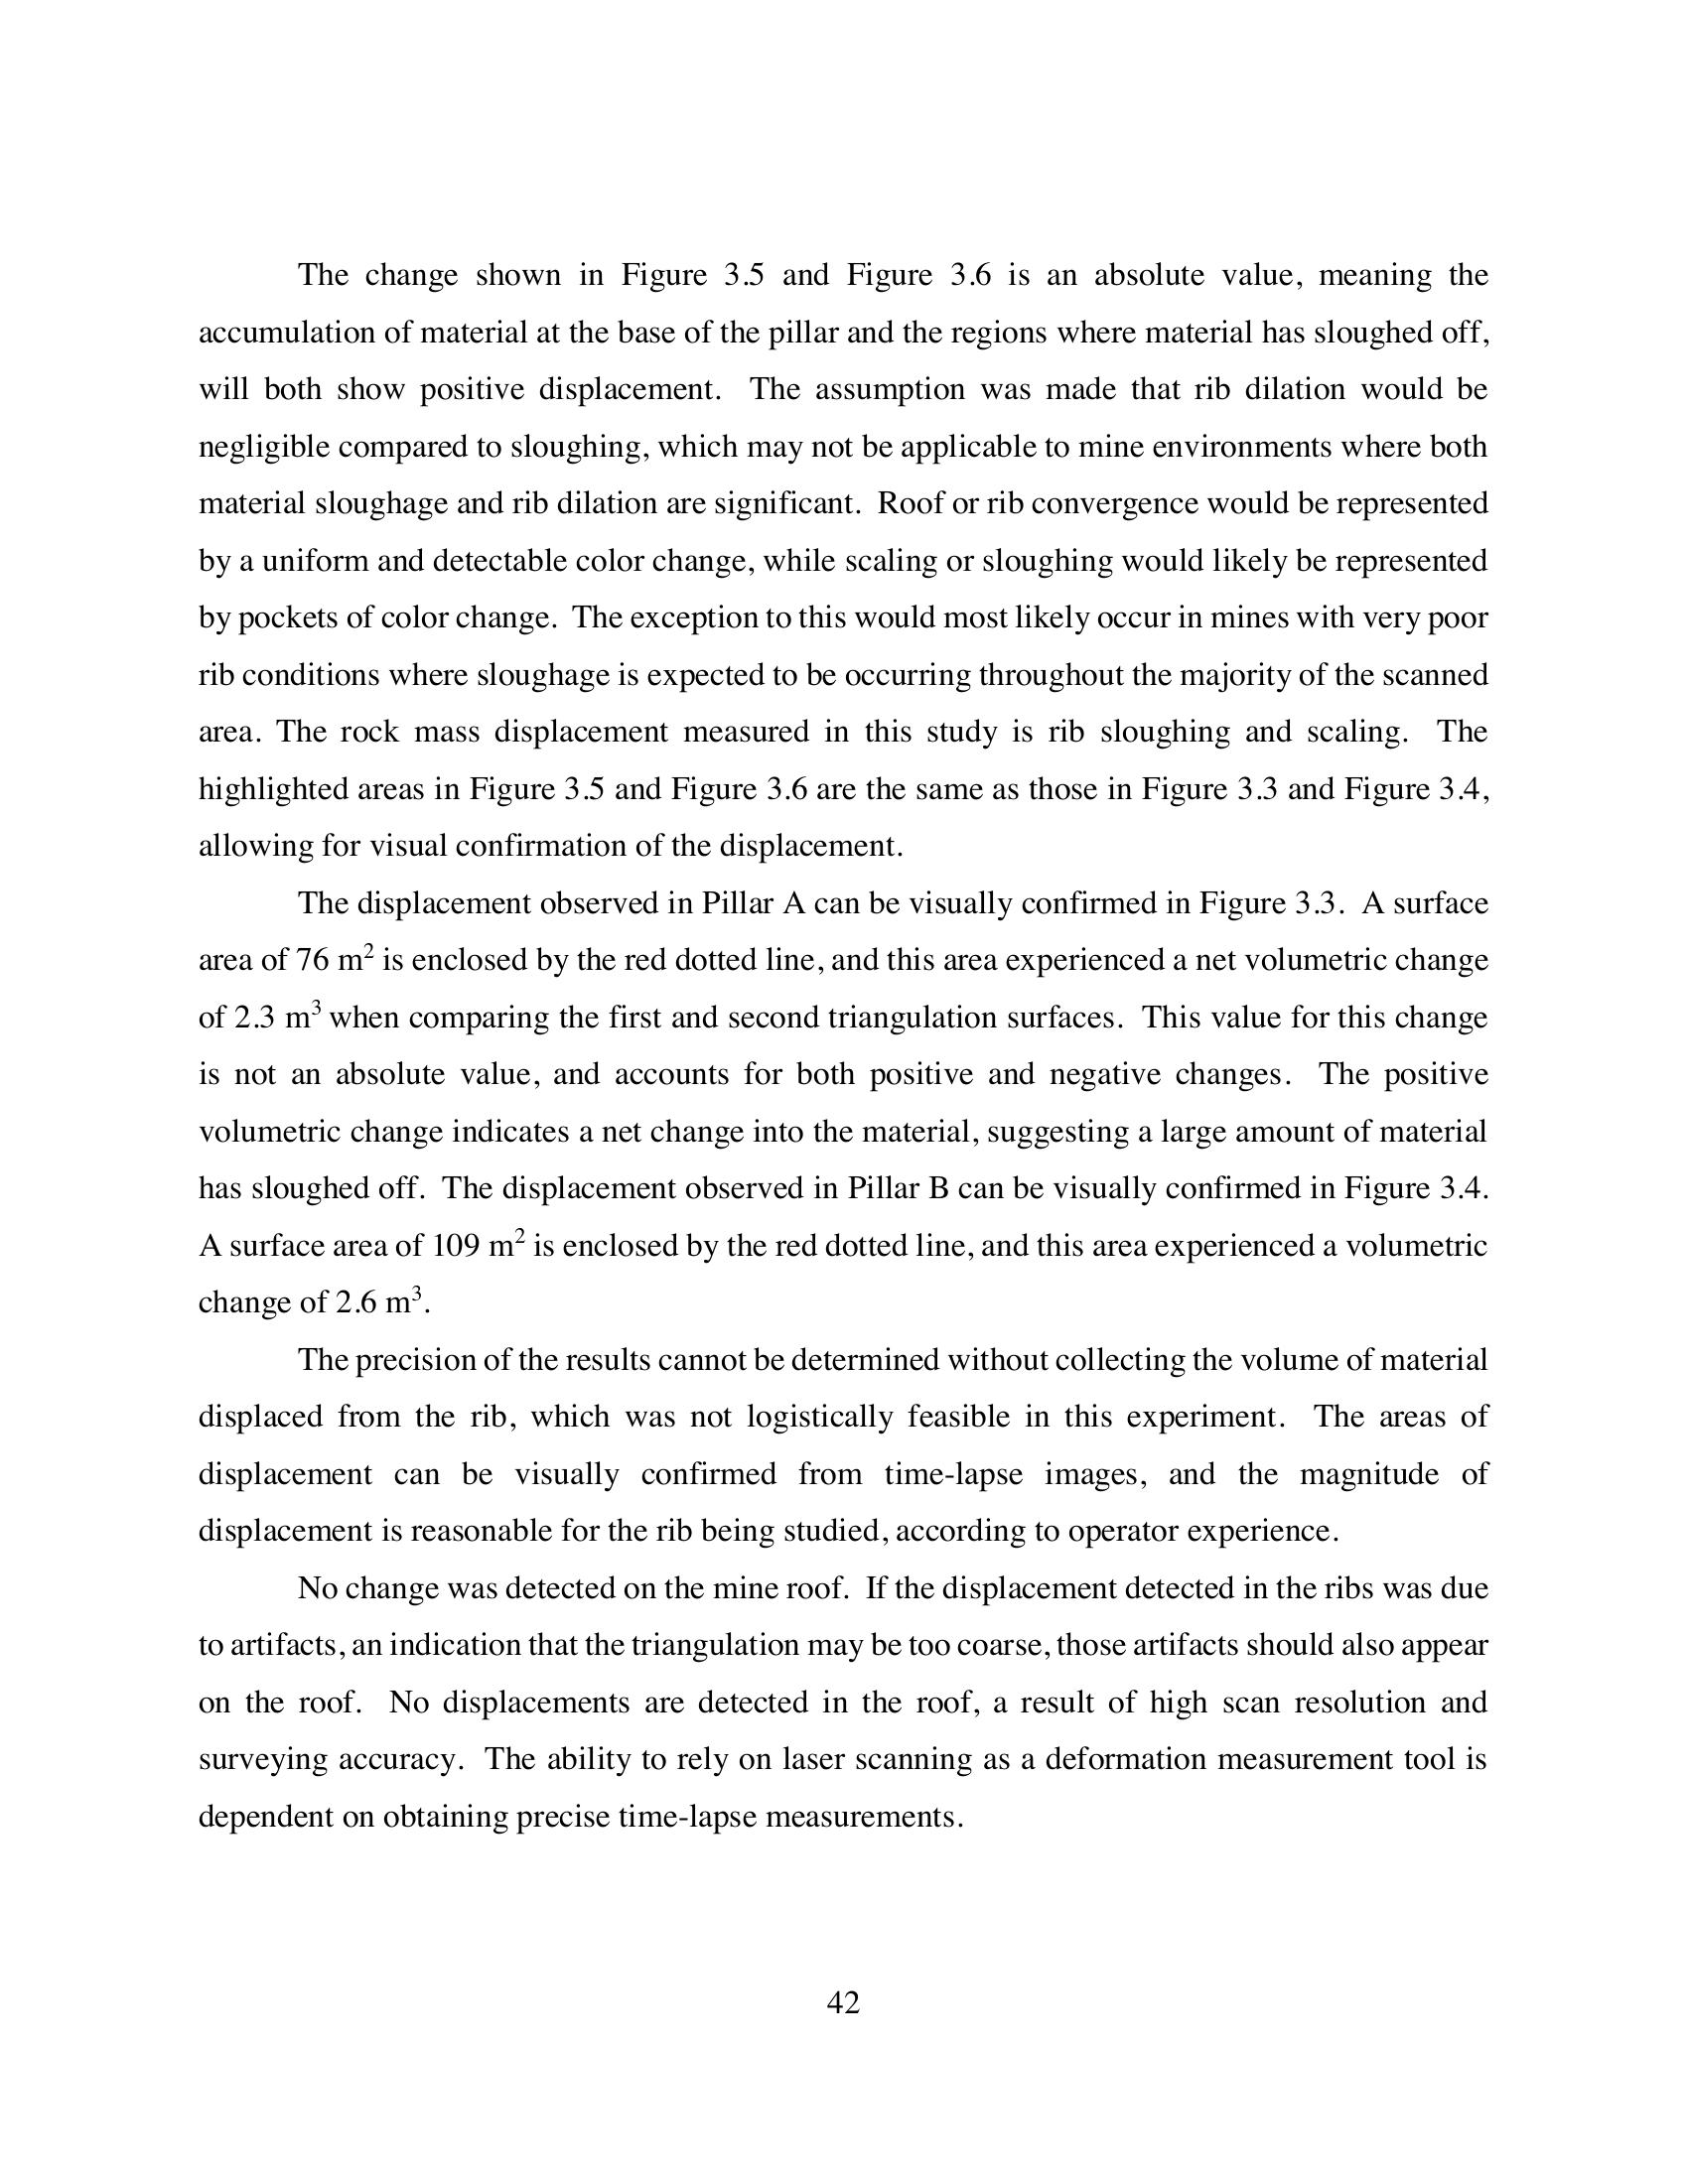 The change shown in Figure 3.5 and Figure 3.6 is an absolute value, meaning the
accumulation of material at the base of the pillar and the regions where material has sloughed off,
will both show positive displacement.  The assumption was made that rib dilation would be
negligible compared to sloughing, which may not be applicable to mine environments where both
material sloughage and rib dilation are significant.  Roof or rib convergence would be represented
by a uniform and detectable color change, while scaling or sloughing would likely be represented
by pockets of color change.  The exception to this would most likely occur in mines with very poor
rib conditions where sloughage is expected to be occurring throughout the majority of the scanned
area. The rock mass displacement measured in this study is rib sloughing and scaling.  The
highlighted areas in Figure 3.5 and Figure 3.6 are the same as those in Figure 3.3 and Figure 3.4,
allowing for visual confirmation of the displacement.
The displacement observed in Pillar A can be visually confirmed in Figure 3.3.  A surface
area of 76 m² is enclosed by the red dotted line, and this area experienced a net volumetric change
of 2.3 m³ when comparing the first and second triangulation surfaces.  This value for this change
is not an absolute value, and accounts for both positive and negative changes.  The positive
volumetric change indicates a net change into the material, suggesting a large amount of material
has sloughed off.  The displacement observed in Pillar B can be visually confirmed in Figure 3.4.
A surface area of 109 m² is enclosed by the red dotted line, and this area experienced a volumetric
change of 2.6 m³.
The precision of the results cannot be determined without collecting the volume of material
displaced from the rib, which was not logistically feasible in this experiment.  The areas of
displacement can be visually confirmed from time-lapse images, and the magnitude of
displacement is reasonable for the rib being studied, according to operator experience.
No change was detected on the mine roof.  If the displacement detected in the ribs was due
to artifacts, an indication that the triangulation may be too coarse, those artifacts should also appear
on the roof.  No displacements are detected in the roof, a result of high scan resolution and
surveying accuracy.  The ability to rely on laser scanning as a deformation measurement tool is
dependent on obtaining precise time-lapse measurements.
42